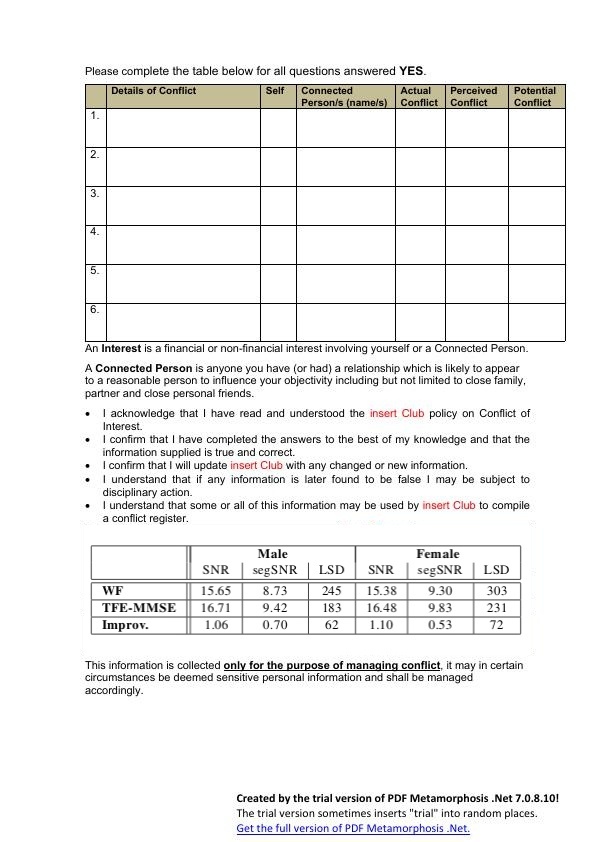 Please complete the table below for all questions answered YES.
Details of Conflict Self Connected Person/s (name/s) Actual Conflict Perceived Conflict Potential Conflict
1.
2.
3.
4.
5.
6.
An Interest is a financial or non-financial interest involving yourself or a Connected Person.
A Connected Person is anyone you have (or had) a relationship which is likely to appear
to a reasonable person to influence your objectivity including but not limited to close family,
partner and close personal friends.
• I acknowledge that I have read and understood the insert Club policy on Conflict of
Interest.
• I confirm that I have completed the answers to the best of my knowledge and that the
information supplied is true and correct.
• I confirm that I will update insert Club with any changed or new information.
• I understand that if any information is later found to be false I may be subject to
disciplinary action.
• I understand that some or all of this information may be used by insert Club to compile
a conflict register.
Male Female
SNR segSNR LSD SNR segSNR LSD
WF 15.65 8.73 245 15.38 9.30 303
TFE-MMSE 16.71 9.42 183 16.48 9.83 231
Improv. 1.06 0.70 62 1.10 0.53 72
This information is collected only for the purpose of managing conflict, it may in certain
circumstances be deemed sensitive personal information and shall be managed
accordingly.
Created by the trial version of PDF Metamorphosis .Net 7.0.8.10!
The trial version sometimes inserts "trial" into random places.
Get the full version of PDF Metamorphosis .Net.